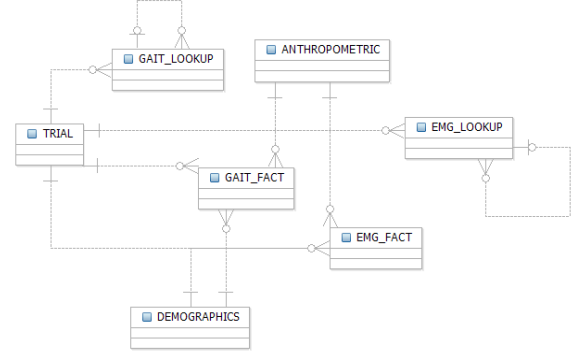 GAIT_LOOKUP
ANTHROPOMETRIC
TRIAL
EMG_LOOKUP
GAIT_FACT
EMG_FACT
DEMOGRAPHICS